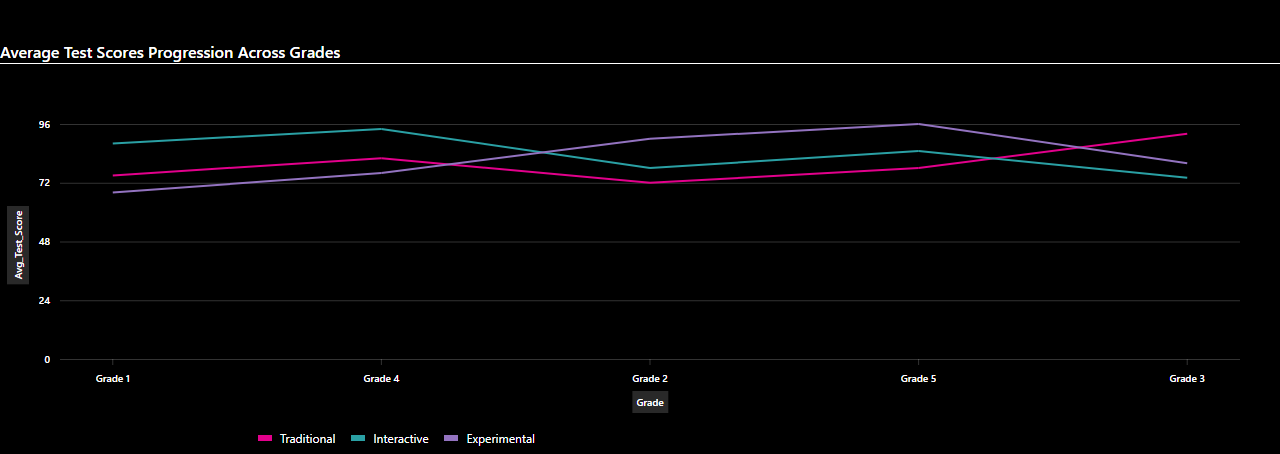 Average Test Scores Progression Across Grades
96
72
48
24
0
Avg_Test_Score
Grade 1 Grade 4 Grade 2 Grade 5 Grade 3
Grade
Traditional Interactive Experimental